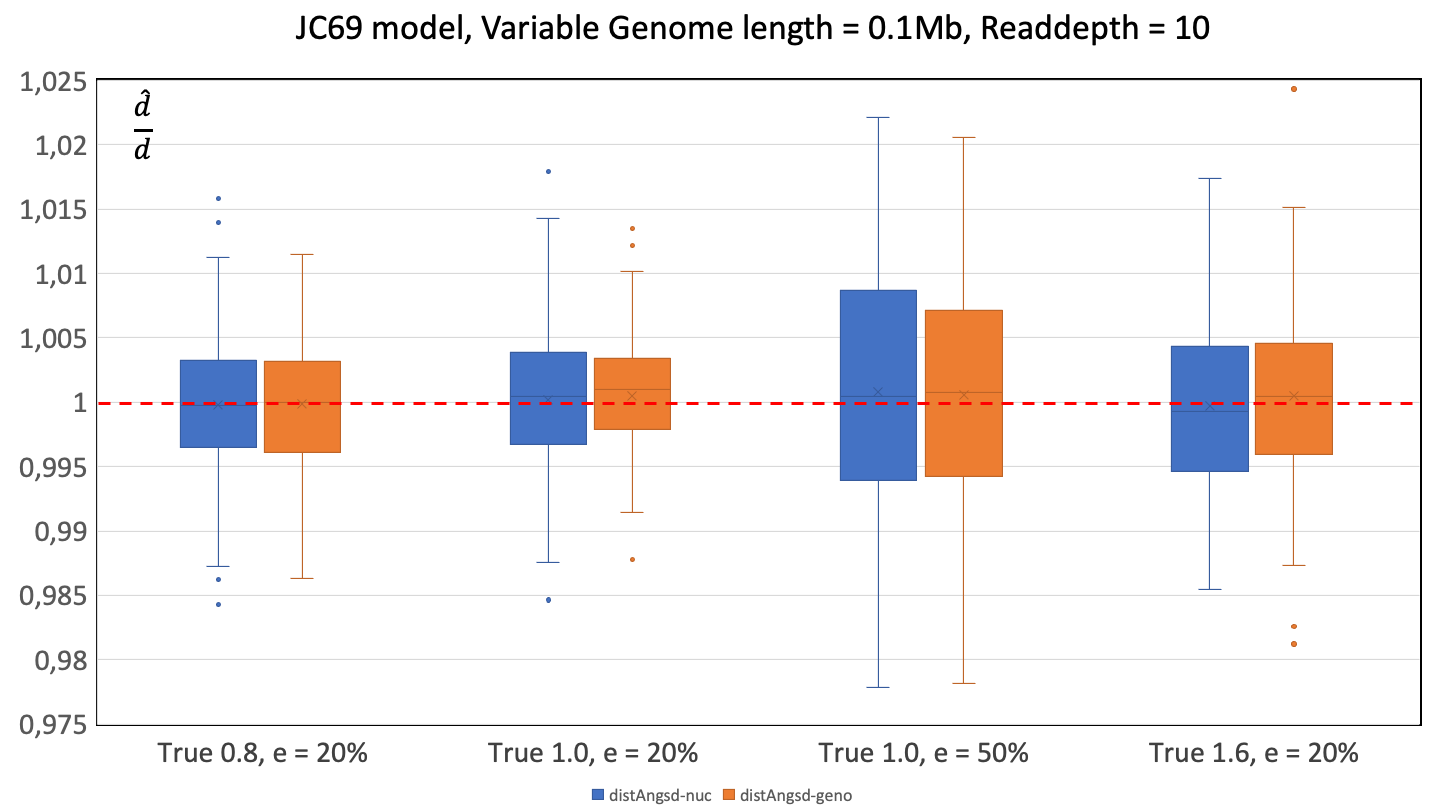 JC69 model, Variable Genome length = 0.1Mb, Readdepth = 10
1,025
1,02
1,015
1,01
1,005
1
0,995
0,99
0,985
0,98
0,975
d̂
d
True 0.8, e = 20%
True 1.0, e = 20%
True 1.0, e = 50%
True 1.6, e = 20%
distAngsd-nuc
distAngsd-geno